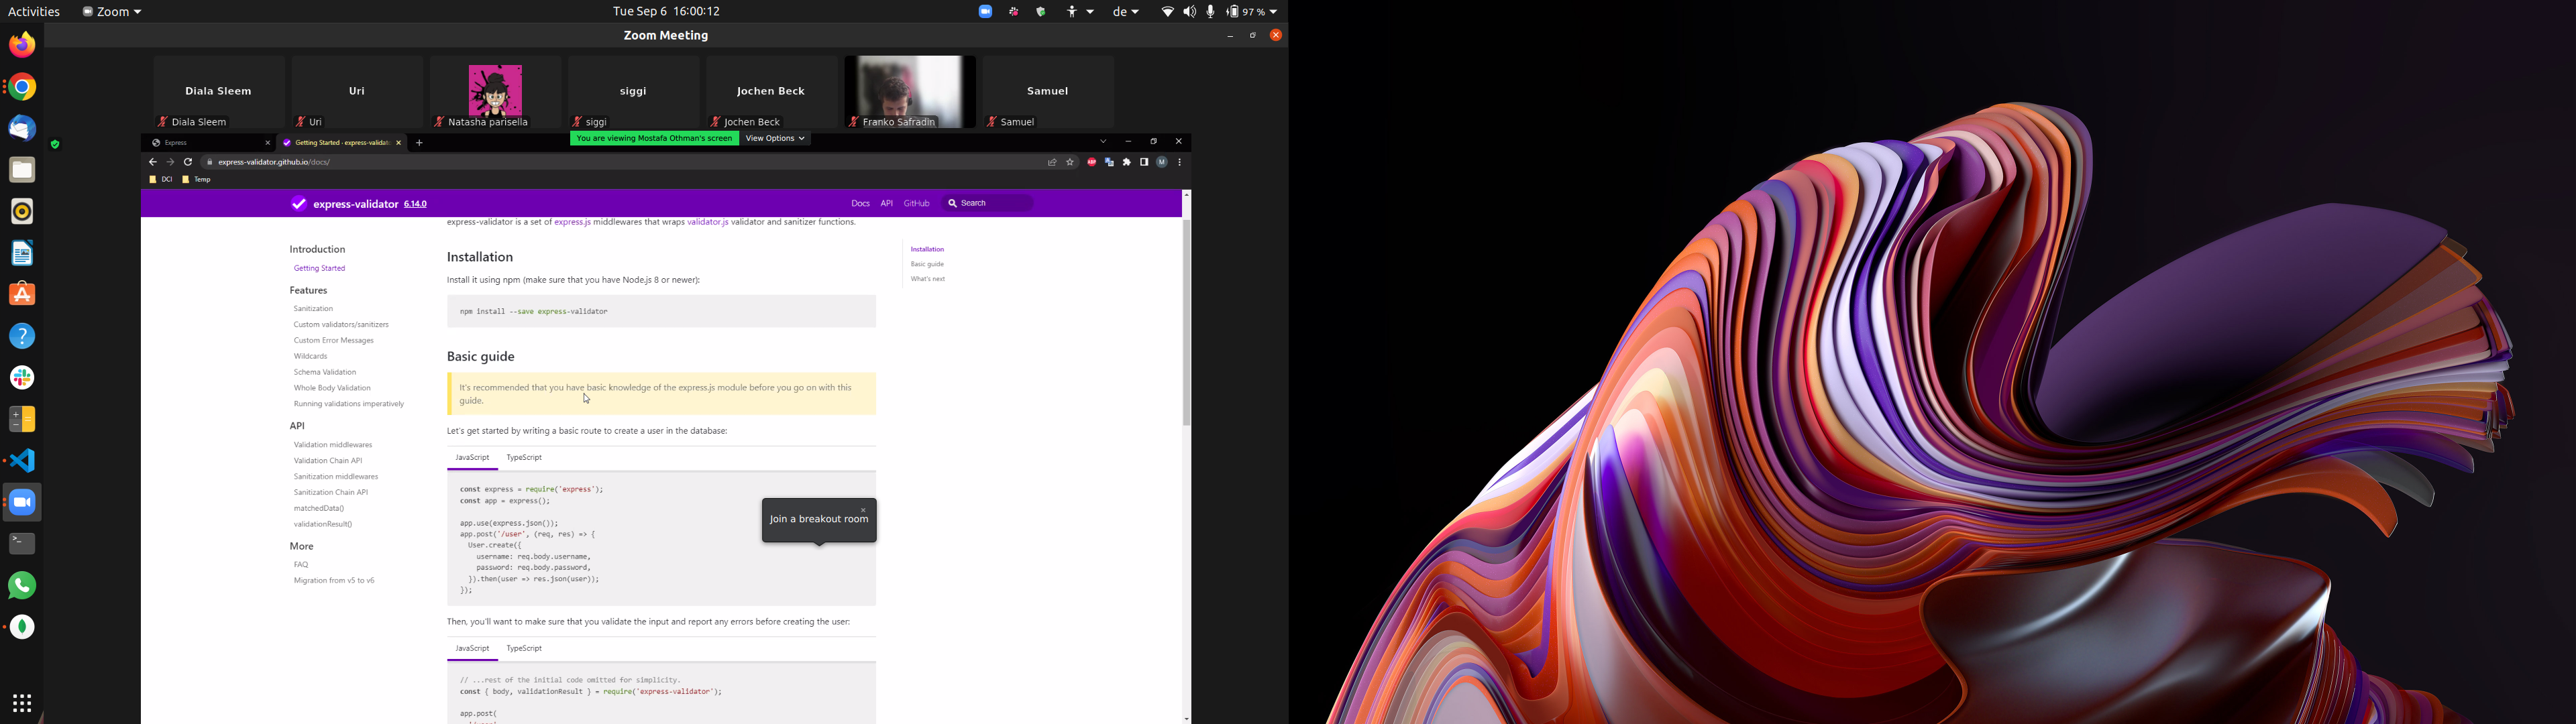 Activities
Zoom
Tue Sep 6 16:00:12
de
97 %
Zoom Meeting
Diala Sleem
Uri
siggi
Jochen Beck
Samuel
Diala Sleem
Uri
Natasha parisella
siggi
Jochen Beck
Franko Safradin
Samuel
Express
Getting Started · express-validat
You are viewing Mostafa Othman's screen
View Options
express-validator.github.io/docs/
ABP
M
DCI
Temp
express-validator 6.14.0
Docs
API
GitHub
Search
express-validator is a set of express.js middlewares that wraps validator.js validator and sanitizer functions.
Introduction
Getting Started
Features
Sanitization
Custom validators/sanitizers
Custom Error Messages
Wildcards
Schema Validation
Whole Body Validation
Running validations imperatively
API
Validation middlewares
Validation Chain API
Sanitization middlewares
Sanitization Chain API
matchedData()
validationResult()
More
FAQ
Migration from v5 to v6
Installation
Install it using npm (make sure that you have Node.js 8 or newer):
npm install --save express-validator
Basic guide
It's recommended that you have basic knowledge of the express.js module before you go on with this
guide.
Let's get started by writing a basic route to create a user in the database:
JavaScript
TypeScript
const express = require('express');
const app = express();
app.use(express.json());
app.post('/user', (req, res) => {
User.create({
username: req.body.username,
password: req.body.password,
}).then(user => res.json(user));
});
Then, you'll want to make sure that you validate the input and report any errors before creating the user:
JavaScript
TypeScript
// ...rest of the initial code omitted for simplicity.
const { body, validationResult } = require('express-validator');
app.post(
Installation
Basic guide
What's next
Join a breakout room